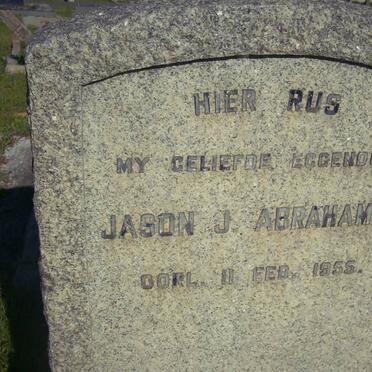 HIER RUS
MY GELIEFDE EGGENO
JASON J. ABRAHAM
OORL. 11 FEB. 1955.